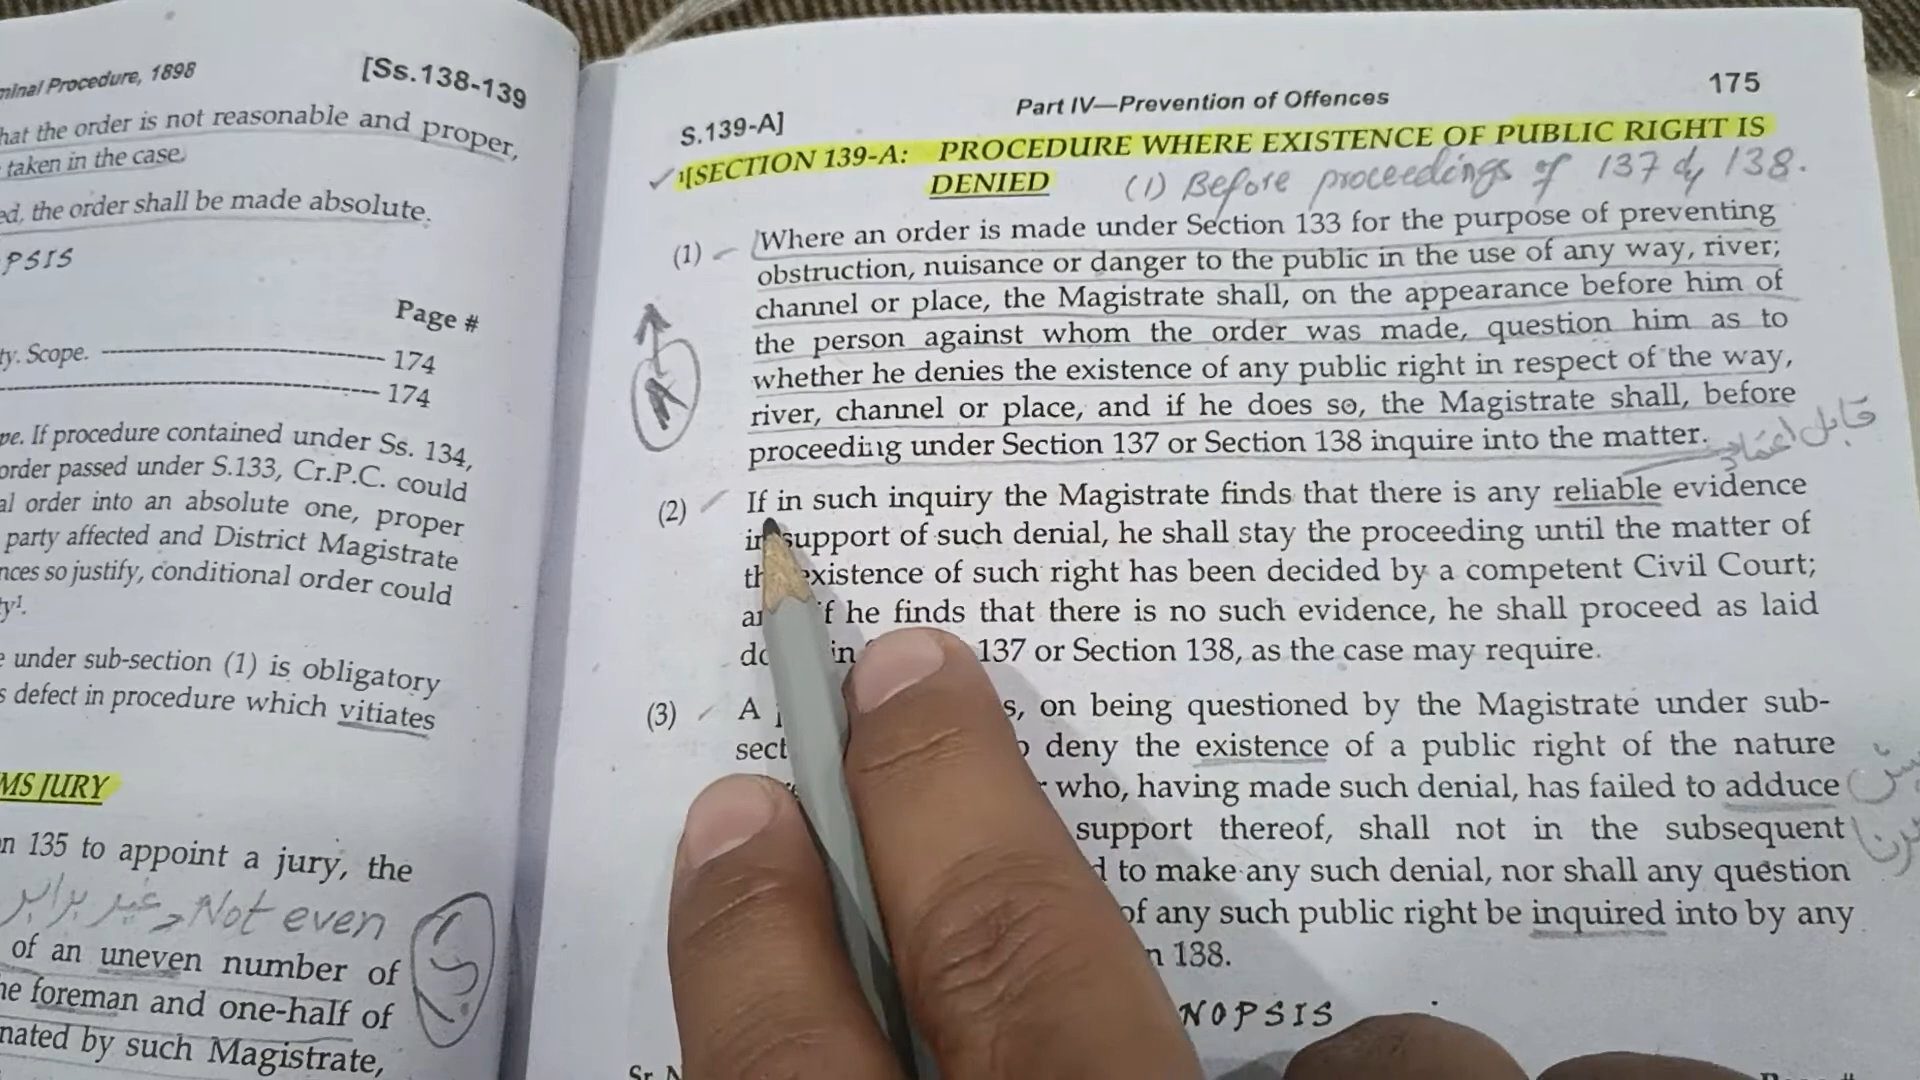 minal Procedure, 1898 [Ss.138-139
hat the order is not reasonable and proper,
taken in the case.
ed, the order shall be made absolute.
PSIS
Page #
ty. Scope. 174
174
pe. If procedure contained under Ss. 134,
order passed under S.133, Cr.P.C. could
al order into an absolute one, proper
party affected and District Magistrate
nces so justify, conditional order could
ty¹.
e under sub-section (1) is obligatory
s defect in procedure which vitiates
MS JURY
n 135 to appoint a jury, the
غیر برابر Not even
of an uneven number of
he foreman and one-half of
nated by such Magistrate,
S.139-A] Part IV—Prevention of Offences 175
¹[SECTION 139-A: PROCEDURE WHERE EXISTENCE OF PUBLIC RIGHT IS
DENIED (1) Before proceedings of 137 dy 138.
(1) Where an order is made under Section 133 for the purpose of preventing
obstruction, nuisance or danger to the public in the use of any way, river;
channel or place, the Magistrate shall, on the appearance before him of
the person against whom the order was made, question him as to
whether he denies the existence of any public right in respect of the way,
river, channel or place, and if he does so, the Magistrate shall, before
proceeding under Section 137 or Section 138 inquire into the matter.
A
قابل اعتماد
(2) If in such inquiry the Magistrate finds that there is any reliable evidence
in support of such denial, he shall stay the proceeding until the matter of
th existence of such right has been decided by a competent Civil Court;
a if he finds that there is no such evidence, he shall proceed as laid
do in 137 or Section 138, as the case may require.
(3) A s, on being questioned by the Magistrate under sub-
sect deny the existence of a public right of the nature
who, having made such denial, has failed to adduce
support thereof, shall not in the subsequent
d to make any such denial, nor shall any question
of any such public right be inquired into by any
n 138.
NOPSIS
Sr. N